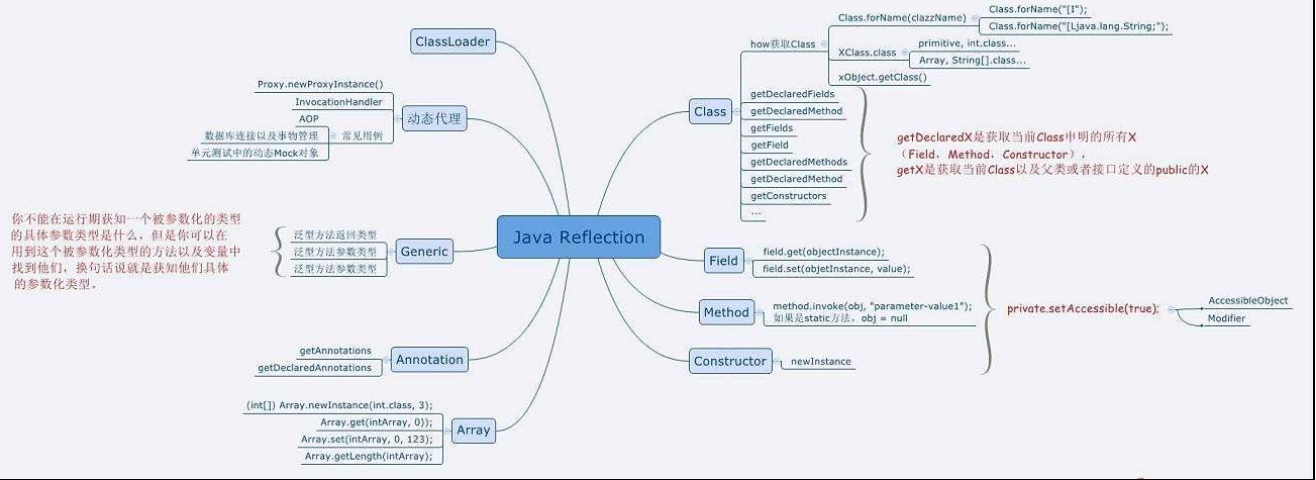 Java Reflection
ClassLoader
动态代理
Proxy.newProxyInstance()
InvocationHandler
AOP
常见用例
数据库连接以及事物管理
单元测试中的动态Mock对象
Generic
泛型方法返回类型
泛型方法参数类型
泛型方法参数类型
你不能在运行期获知一个被参数化的类型
的具体参数类型是什么，但是你可以在
用到这个被参数化类型的方法以及变量中
找到他们，换句话说就是获知他们具体
的参数化类型。
Annotation
getAnnotations
getDeclaredAnnotations
Array
(int[]) Array.newInstance(int.class, 3);
Array.get(intArray, 0));
Array.set(intArray, 0, 123);
Array.getLength(intArray);
Class
how获取Class
Class.forName(clazzName)
Class.forName("[I");
Class.forName("[Ljava.lang.String;");
XClass.class
primitive, int.class...
Array, String[].class...
xObject.getClass()
getDeclaredFields
getDeclaredMethod
getFields
getField
getDeclaredMethods
getDeclaredMethod
getConstructors
...
getDeclaredX是获取当前Class中明的所有X
（Field，Method，Constructor），
getX是获取当前Class以及父类或者接口定义的public的X
Field
field.get(objectInstance);
field.set(objetInstance, value);
Method
method.invoke(obj, "parameter-value1");
如果是static方法，obj = null
Constructor
newInstance
private.setAccessible(true);
AccessibleObject
Modifier